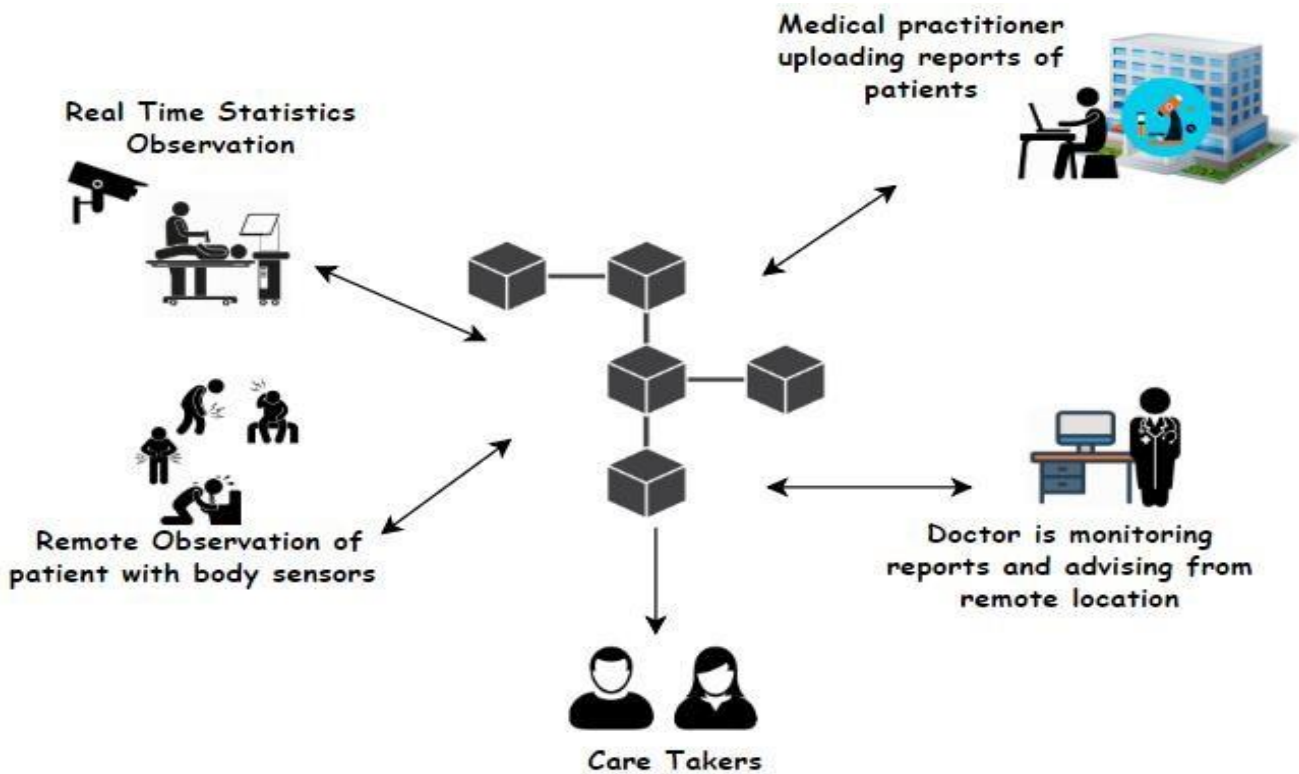 Medical practitioner
uploading reports of
patients
Real Time Statistics
Observation
Remote Observation of
patient with body sensors
Doctor is monitoring
reports and advising from
remote location
Care Takers